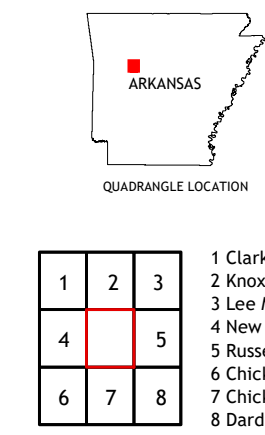 ARKANSAS
QUADRANGLE LOCATION
1 2 3
4 5
6 7 8
1 Clark
2 Knox
3 Lee
4 New
5 Russe
6 Chick
7 Chick
8 Dard